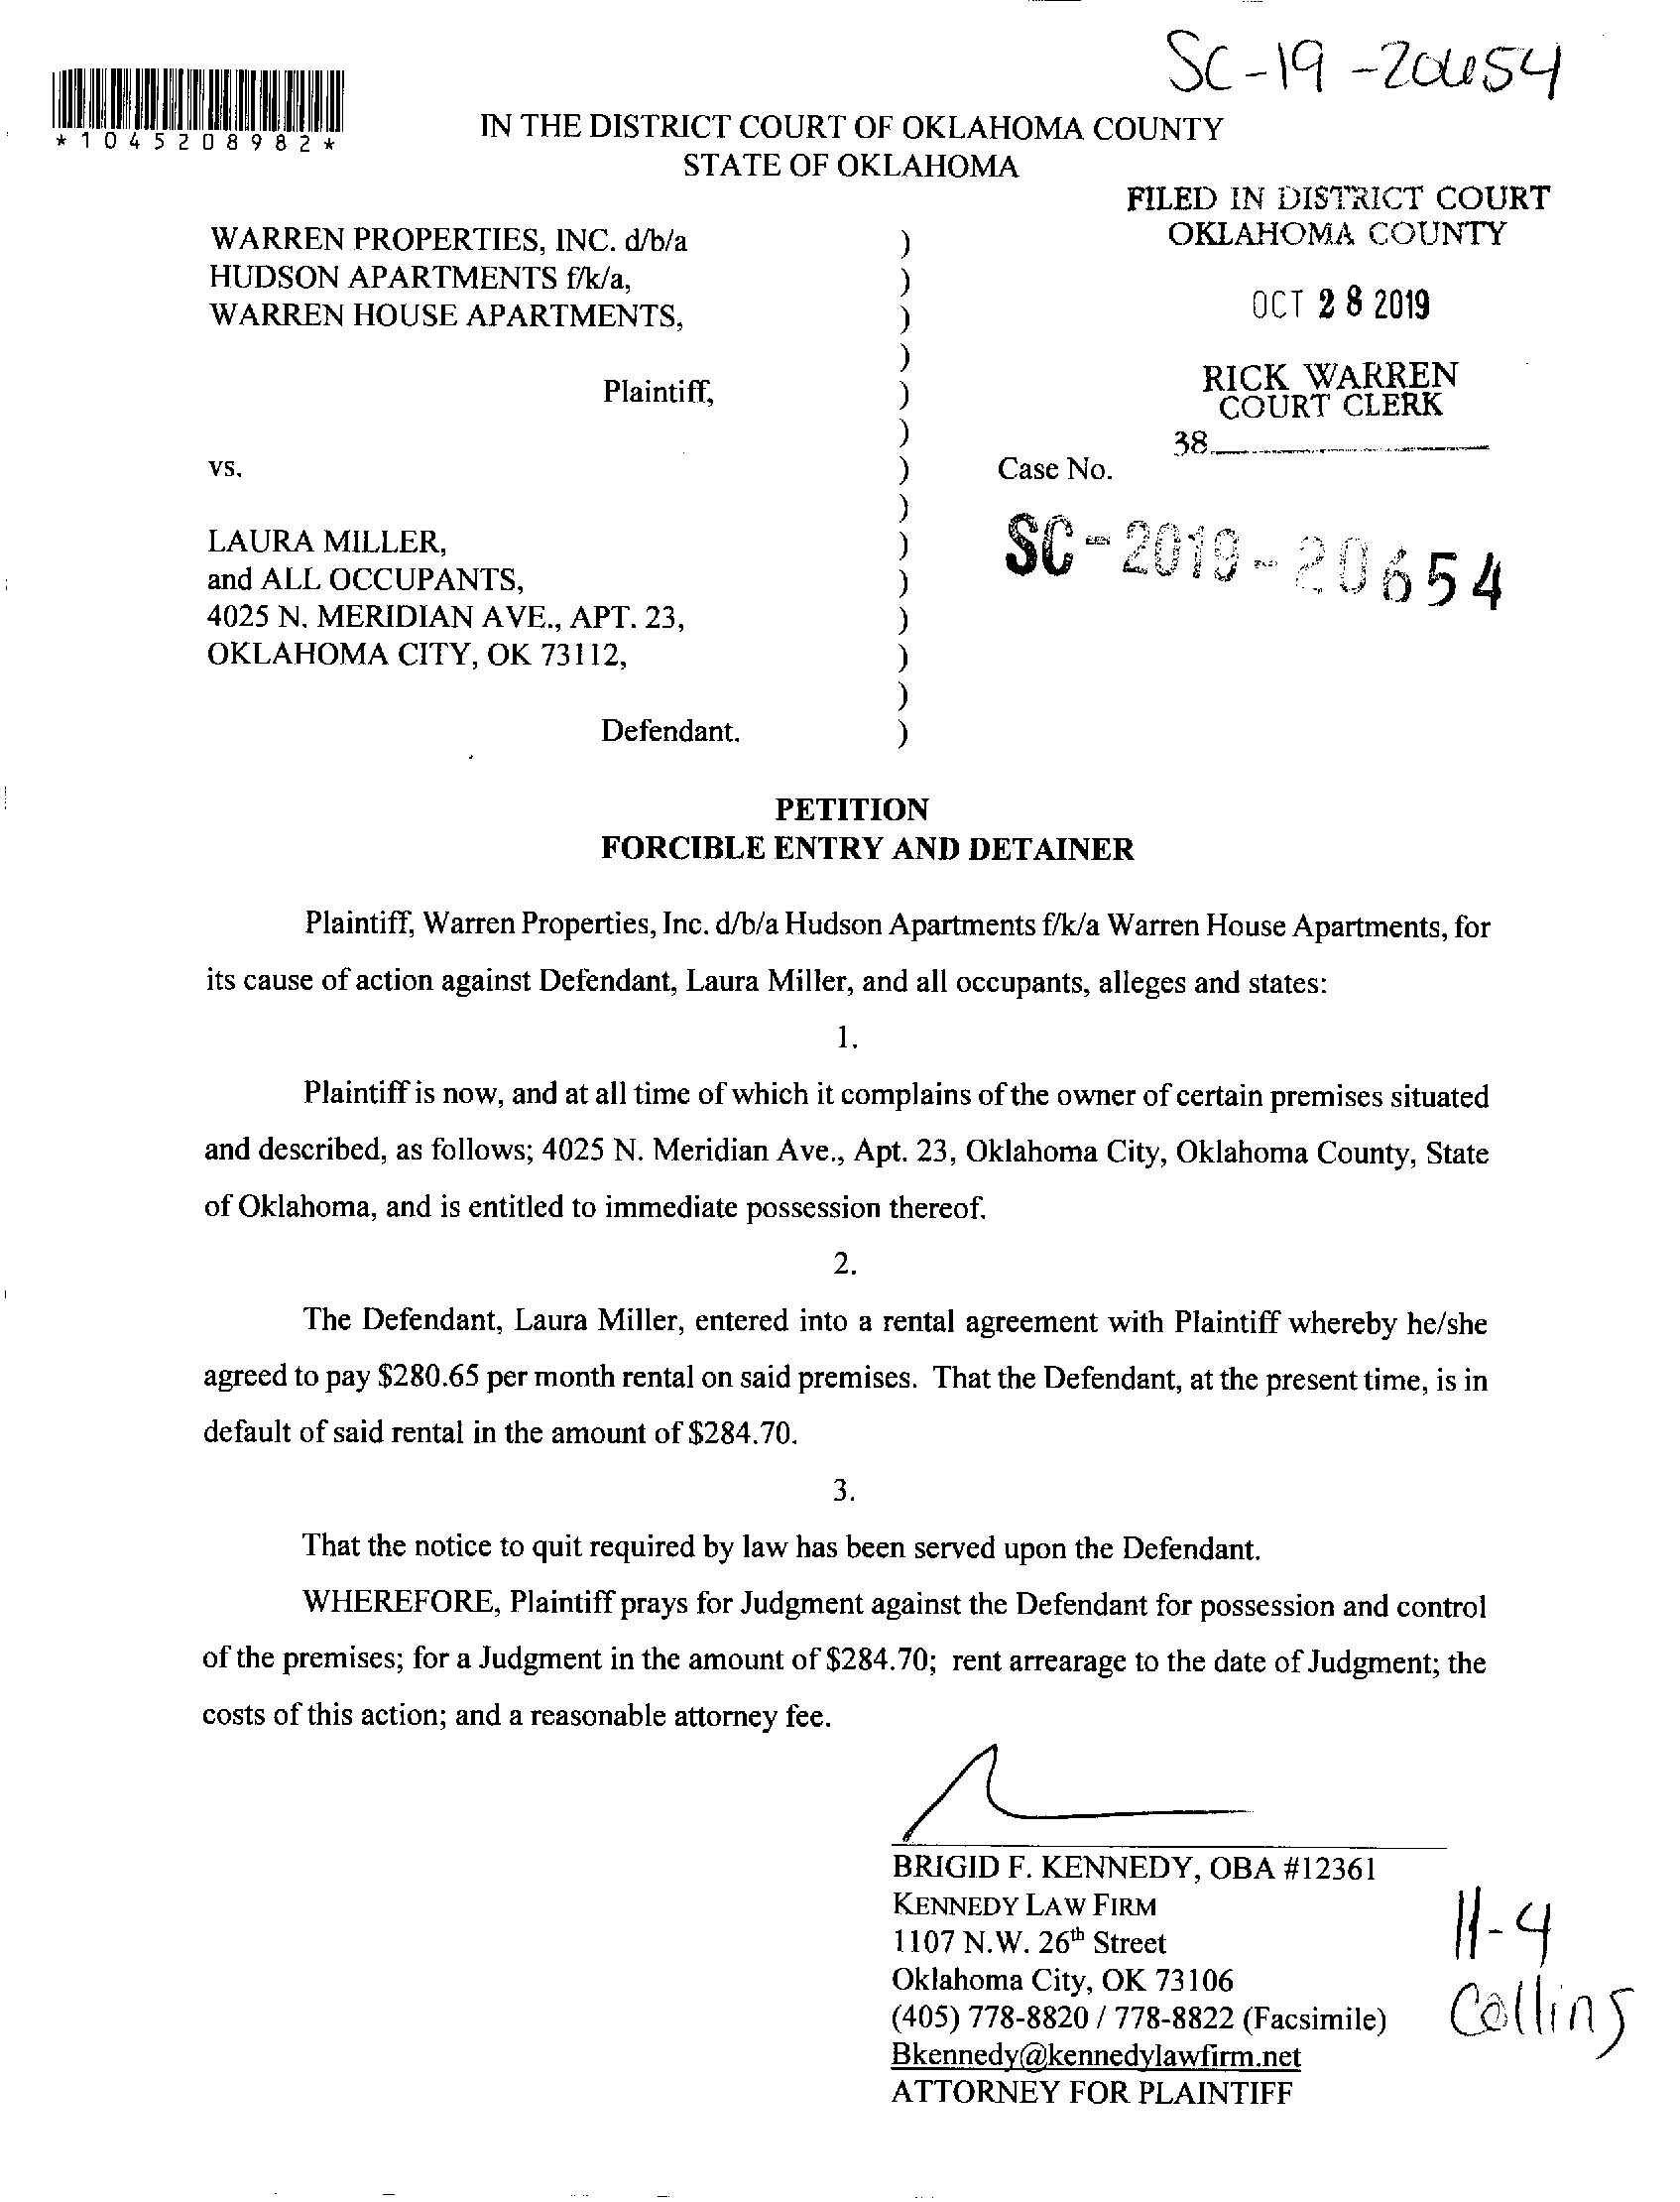 SC-19-20654
*1045208982*
IN THE DISTRICT COURT OF OKLAHOMA COUNTY
STATE OF OKLAHOMA
FILED IN DISTRICT COURT
OKLAHOMA COUNTY
OCT 28 2019
RICK WARREN
COURT CLERK
38
WARREN PROPERTIES, INC. d/b/a )
HUDSON APARTMENTS f/k/a, )
WARREN HOUSE APARTMENTS, )
)
Plaintiff, )
)
vs. ) Case No.
)
SC-2019-20654
LAURA MILLER, )
and ALL OCCUPANTS, )
4025 N. MERIDIAN AVE., APT. 23, )
OKLAHOMA CITY, OK 73112, )
)
Defendant. )
PETITION
FORCIBLE ENTRY AND DETAINER
Plaintiff, Warren Properties, Inc. d/b/a Hudson Apartments f/k/a Warren House Apartments, for
its cause of action against Defendant, Laura Miller, and all occupants, alleges and states:
1.
Plaintiff is now, and at all time of which it complains of the owner of certain premises situated
and described, as follows; 4025 N. Meridian Ave., Apt. 23, Oklahoma City, Oklahoma County, State
of Oklahoma, and is entitled to immediate possession thereof.
2.
The Defendant, Laura Miller, entered into a rental agreement with Plaintiff whereby he/she
agreed to pay $280.65 per month rental on said premises. That the Defendant, at the present time, is in
default of said rental in the amount of $284.70.
3.
That the notice to quit required by law has been served upon the Defendant.
WHEREFORE, Plaintiff prays for Judgment against the Defendant for possession and control
of the premises; for a Judgment in the amount of $284.70; rent arrearage to the date of Judgment; the
costs of this action; and a reasonable attorney fee.
BRIGID F. KENNEDY, OBA #12361
KENNEDY LAW FIRM
1107 N.W. 26th Street
Oklahoma City, OK 73106
(405) 778-8820 / 778-8822 (Facsimile)
Bkennedy@kennedylawfirm.net
ATTORNEY FOR PLAINTIFF
11-4
Collins